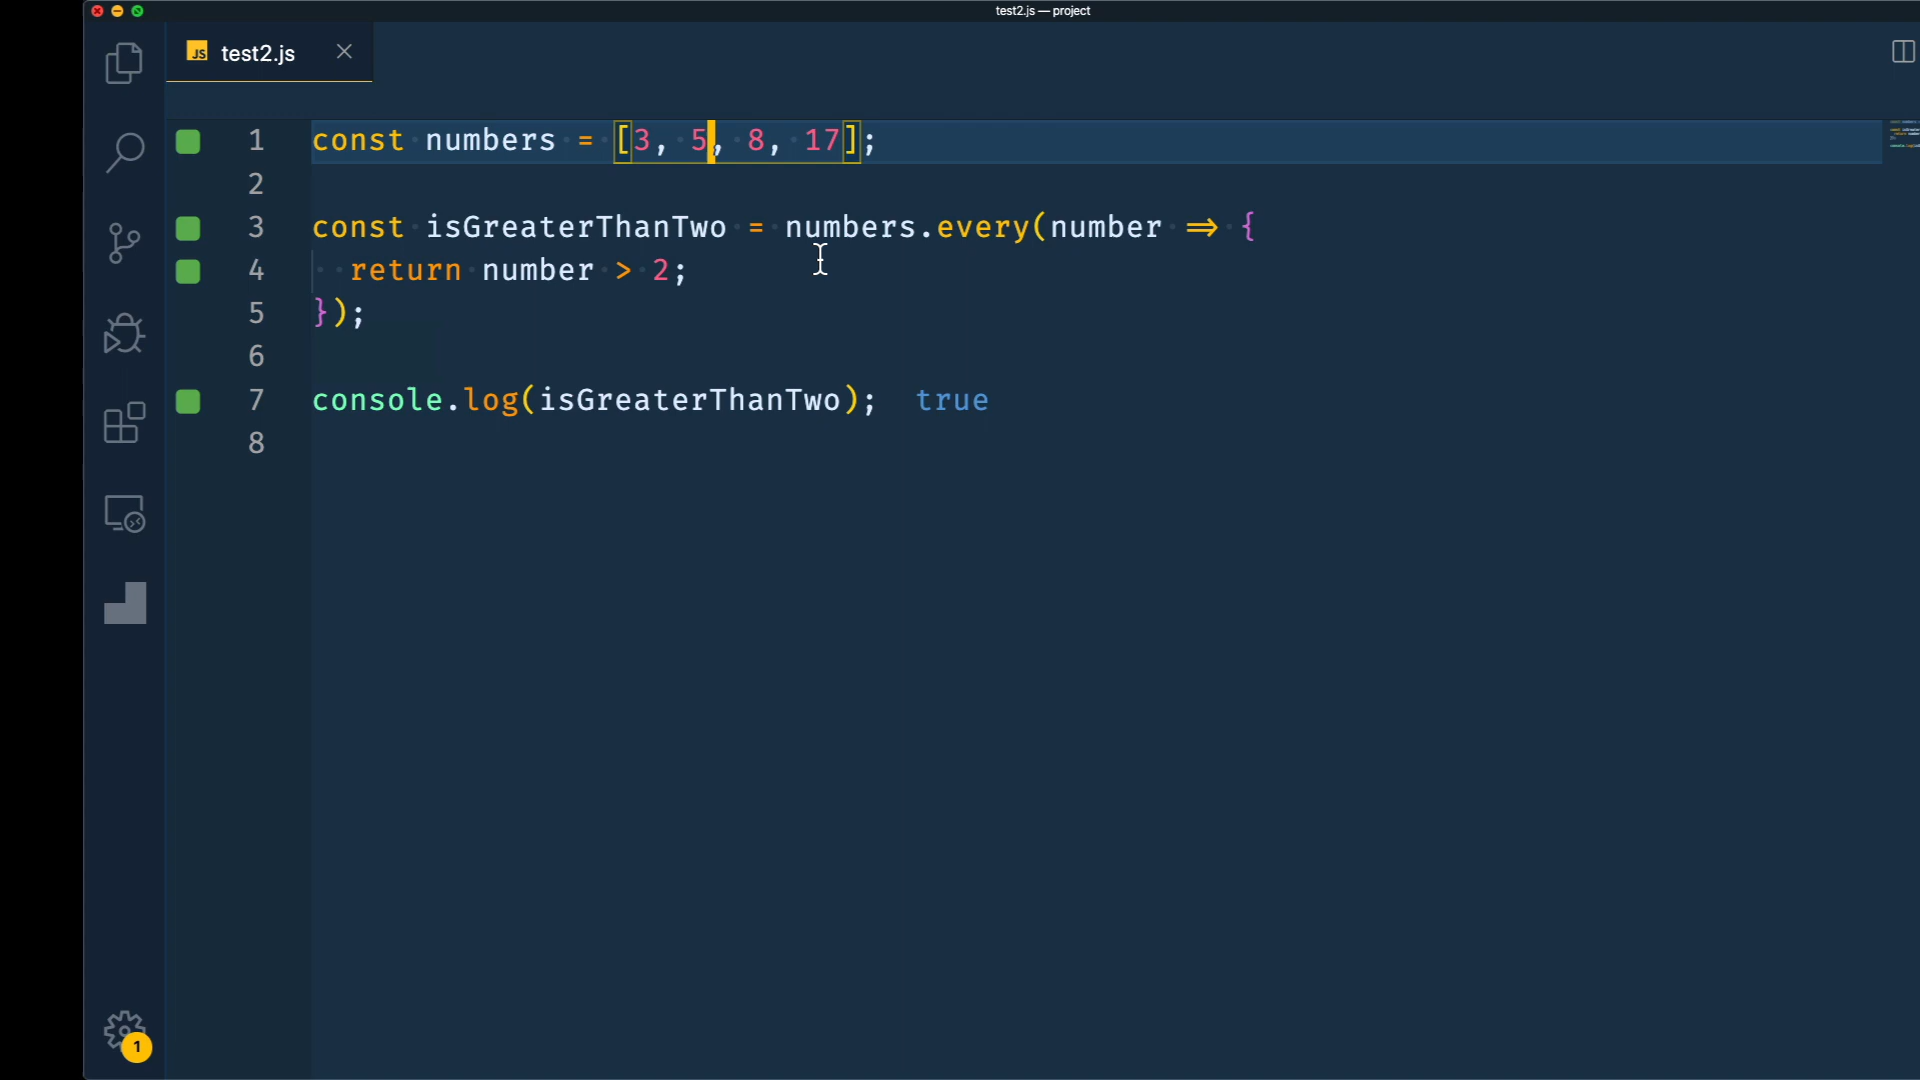 test2.js — project
JS test2.js
1 const numbers = [3, 5, 8, 17];
2
3 const isGreaterThanTwo = numbers.every(number => {
4 return number > 2;
5 });
6
7 console.log(isGreaterThanTwo); true
8
1